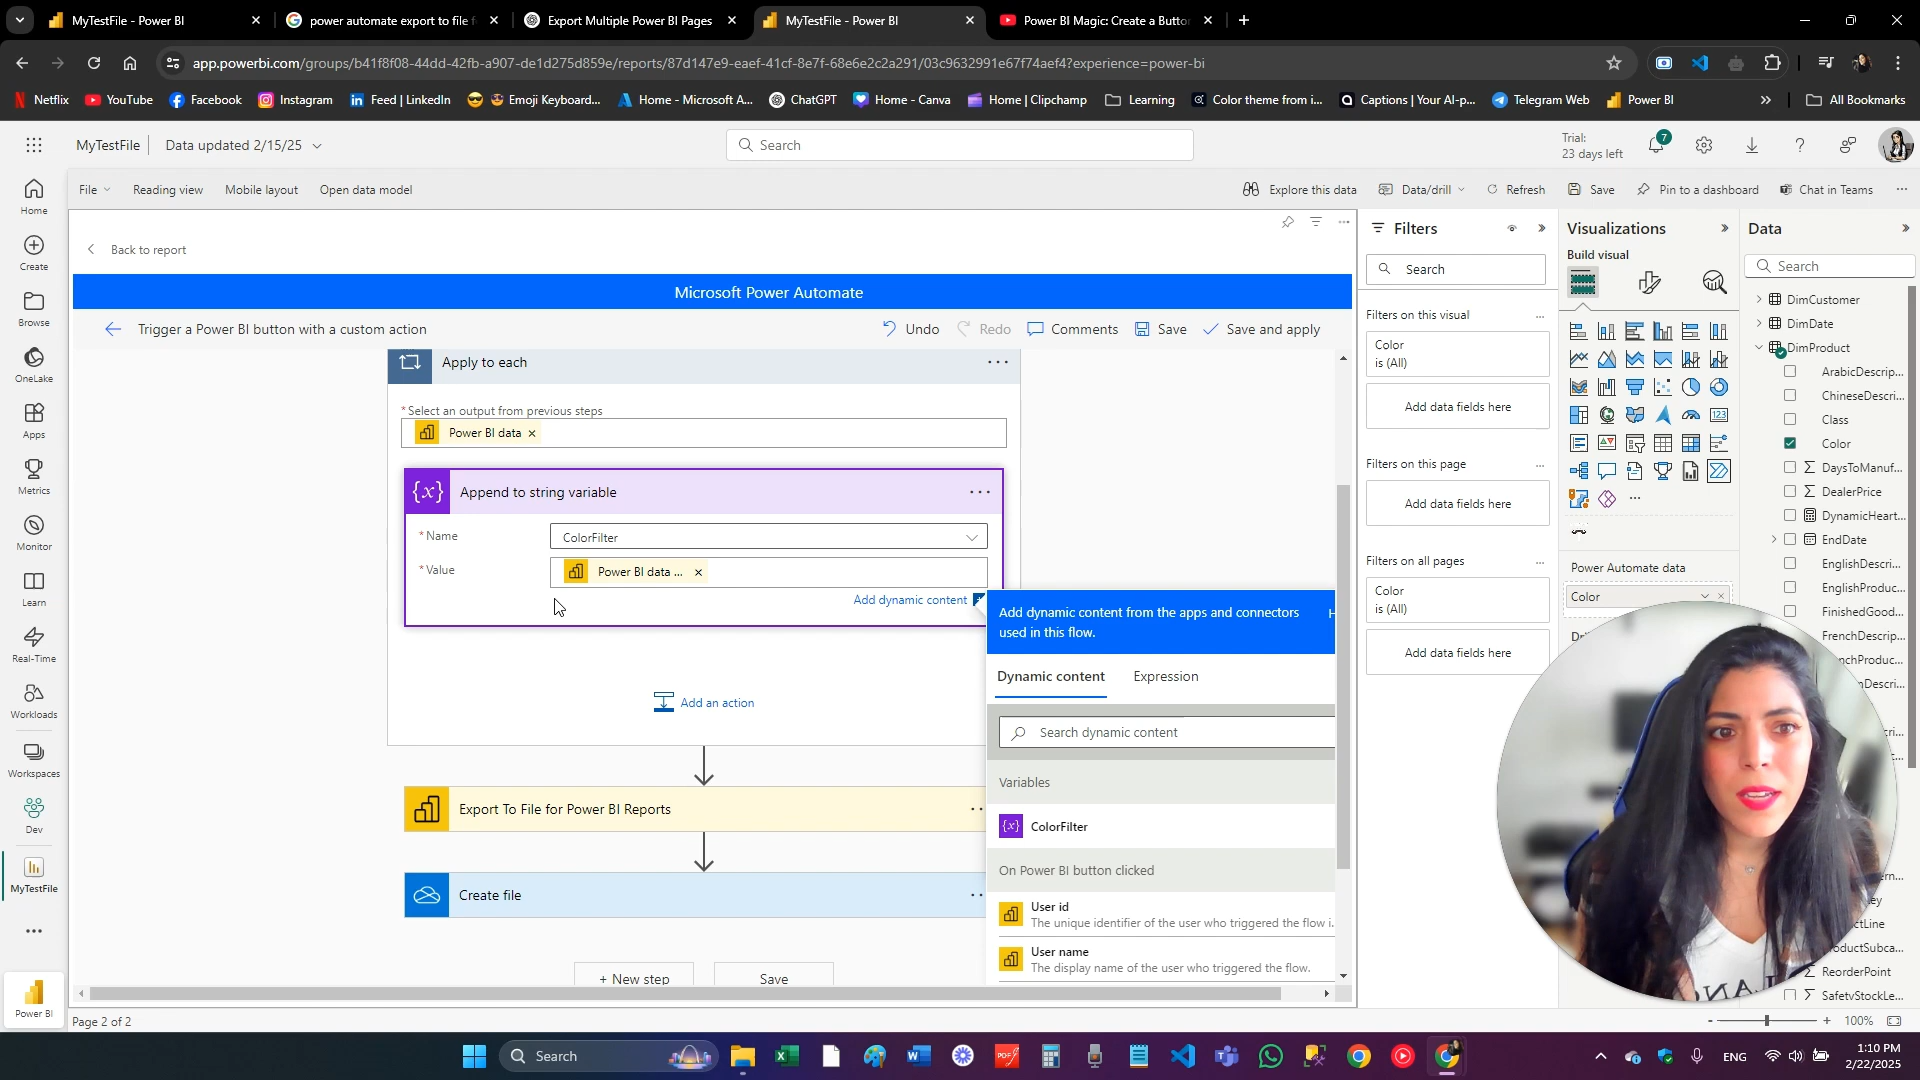 MyTestFile - Power BI
power automate export to file f
Export Multiple Power BI Pages
MyTestFile - Power BI
Power BI Magic: Create a Butto
app.powerbi.com/groups/b41f8f08-44dd-42fb-a907-de1d275d859e/reports/87d147e9-eaef-41cf-8e7f-68e6e2c2a291/03c9632991e67f74aef4?experience=power-bi
Netflix
YouTube
Facebook
Instagram
Feed | LinkedIn
Emoji Keyboard...
Home - Microsoft A...
ChatGPT
Home - Canva
Home | Clipchamp
Learning
Color theme from i...
Captions | Your AI-p...
Telegram Web
Power BI
All Bookmarks
MyTestFile
Data updated 2/15/25
Search
Trial:
23 days left
7
File
Reading view
Mobile layout
Open data model
Explore this data
Data/drill
Refresh
Save
Pin to a dashboard
Chat in Teams
Home
Create
Browse
OneLake
Apps
Metrics
Monitor
Learn
Real-Time
Workloads
Workspaces
Dev
MyTestFile
Power BI
Back to report
Microsoft Power Automate
Trigger a Power BI button with a custom action
Undo
Redo
Comments
Save
Save and apply
Apply to each
* Select an output from previous steps
Power BI data
Append to string variable
* Name
ColorFilter
* Value
Power BI data ...
Add dynamic content
Add an action
Export To File for Power BI Reports
Create file
+ New step
Save
Add dynamic content from the apps and connectors
used in this flow.
H
Dynamic content
Expression
Search dynamic content
Variables
ColorFilter
On Power BI button clicked
User id
The unique identifier of the user who triggered the flow i.
User name
The display name of the user who triggered the flow.
Page 2 of 2
Filters
Search
Filters on this visual
Color
is (All)
Add data fields here
Filters on this page
Add data fields here
Filters on all pages
Color
is (All)
Add data fields here
Visualizations
Build visual
Power Automate data
Color
Data
Search
DimCustomer
DimDate
DimProduct
ArabicDescrip...
ChineseDescri...
Class
Color
DaysToManuf...
DealerPrice
DynamicHeart...
EndDate
EnglishDescri...
EnglishProduc...
FinishedGood...
FrenchDescrip...
nchProduc...
nDescri...
ctLine
ductSubca...
ReorderPoint
SafetyStockLe...
100%
Search
ENG
1:10 PM
2/22/2025